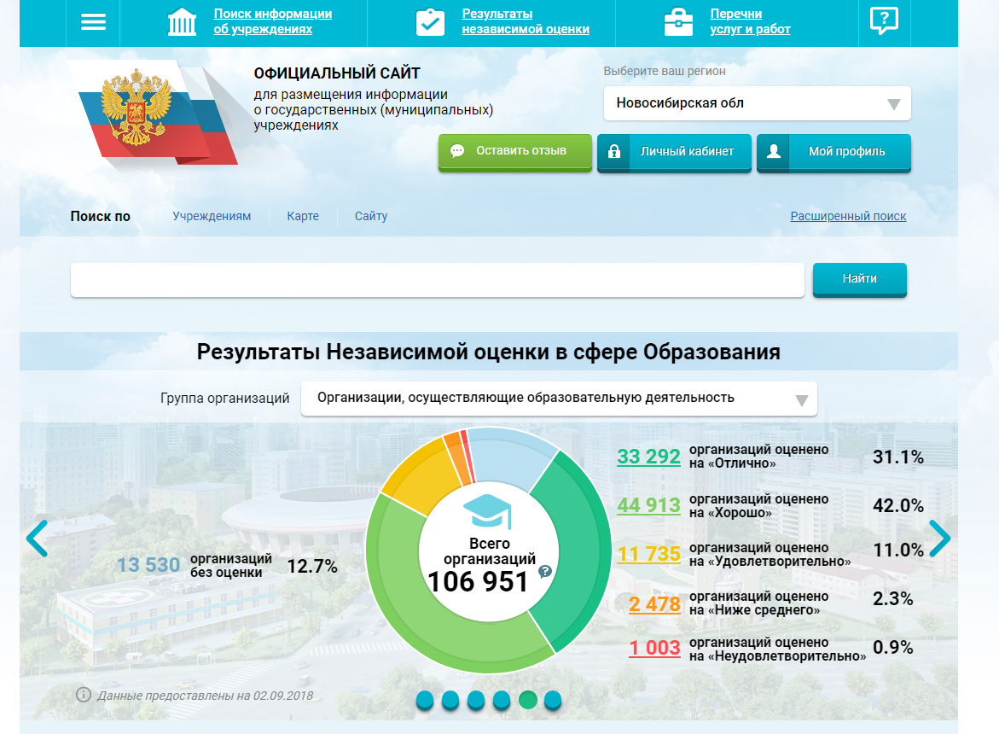 Поиск информации
об учреждениях
Результаты
независимой оценки
Перечни
услуг и работ
?
ОФИЦИАЛЬНЫЙ САЙТ
для размещения информации
о государственных (муниципальных)
учреждениях
Выберите ваш регион
Новосибирская обл
Оставить отзыв
Личный кабинет
Мой профиль
Поиск по
Учреждениям
Карте
Сайту
Расширенный поиск
Найти
Результаты Независимой оценки в сфере Образования
Группа организаций
Организации, осуществляющие образовательную деятельность
13 530
организаций
без оценки
12.7%
Всего
организаций
106 951
?
33 292
организаций оценено
на «Отлично»
31.1%
44 913
организаций оценено
на «Хорошо»
42.0%
11 735
организаций оценено
на «Удовлетворительно»
11.0%
2 478
организаций оценено
на «Ниже среднего»
2.3%
1 003
организаций оценено
на «Неудовлетворительно»
0.9%
Данные предоставлены на 02.09.2018